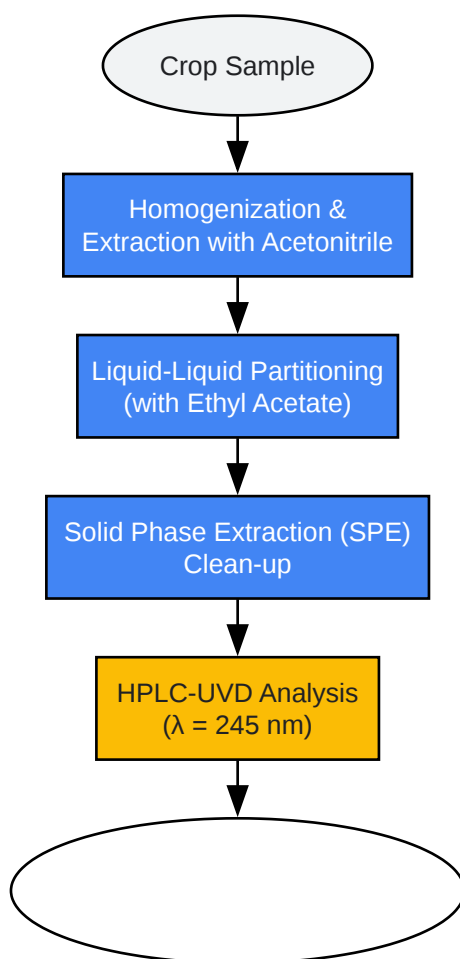 Crop Sample
Homogenization &
Extraction with Acetonitrile
Liquid-Liquid Partitioning
(with Ethyl Acetate)
Solid Phase Extraction (SPE)
Clean-up
HPLC-UVD Analysis
(λ = 245 nm)